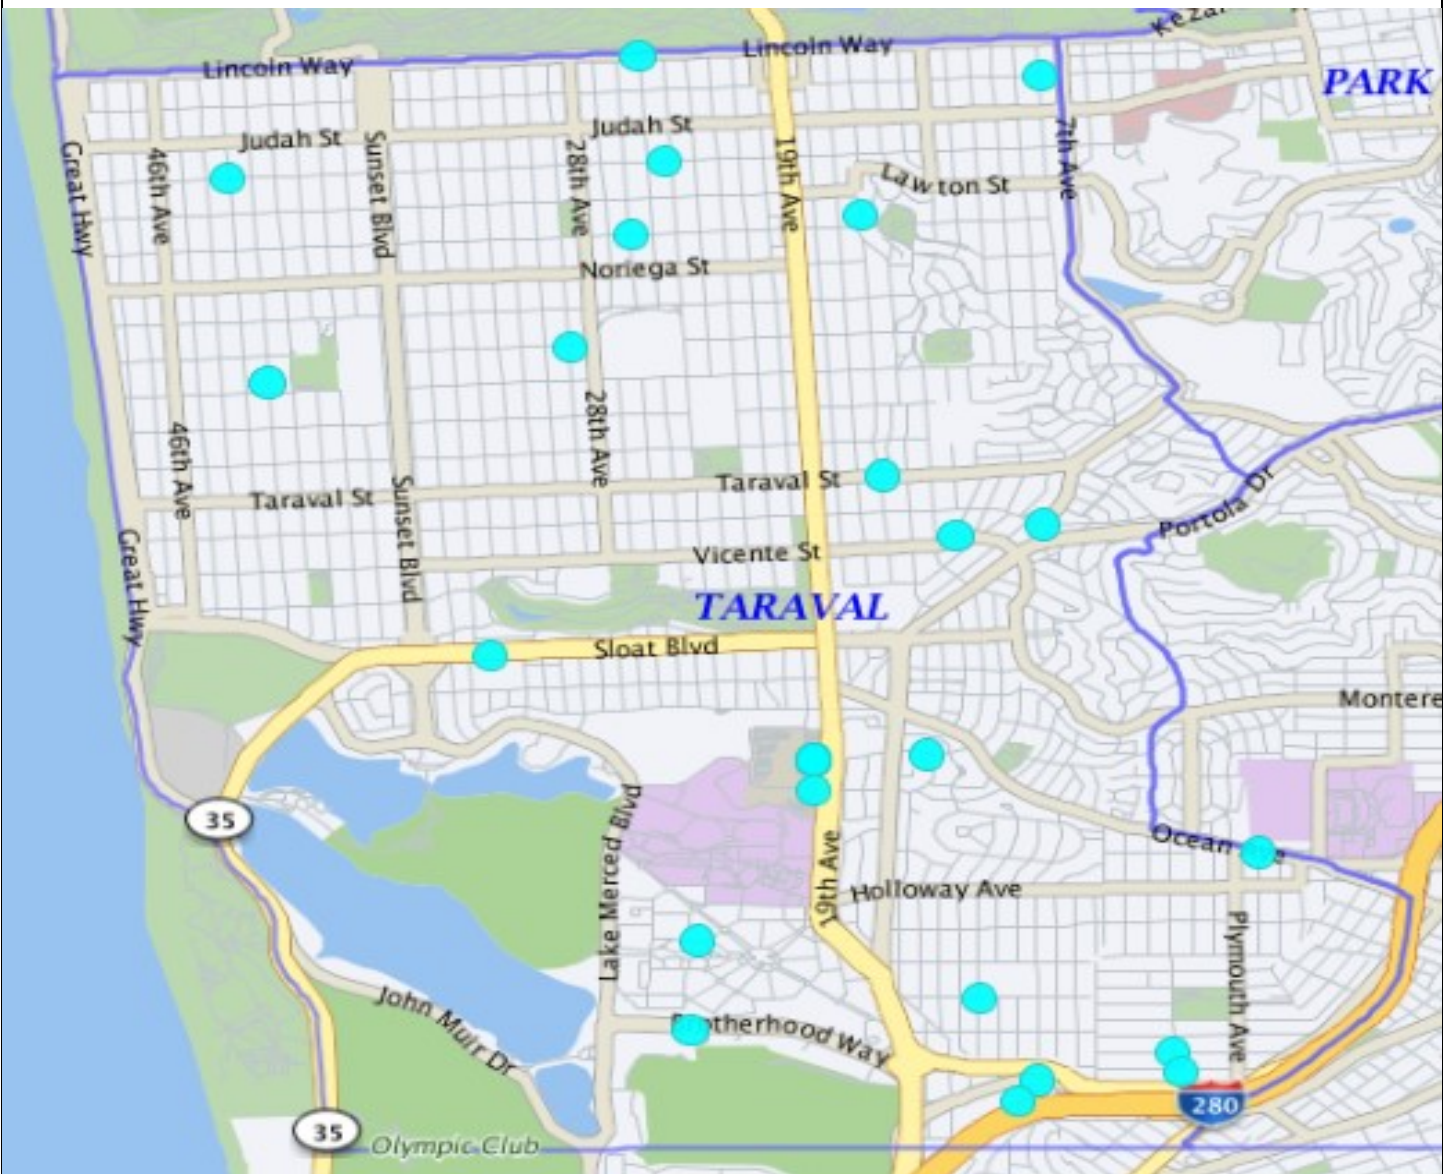 Kezar
Lincoln Way
Lincoln Way
PARK
Judah St
Judah St
Great Hwy
46th Ave
Sunset Blvd
28th Ave
19th Ave
7th Ave
Lawton St
Noriega St
28th Ave
46th Ave
Taraval St
Taraval St
Sunset Blvd
Portola Dr
Great Hwy
Vicente St
TARAVAL
Sloat Blvd
Montere
35
Lake Merced Blvd
19th Ave
Ocean
Holloway Ave
Plymouth Ave
John Muir Dr
Brotherhood Way
280
35
Olympic Club